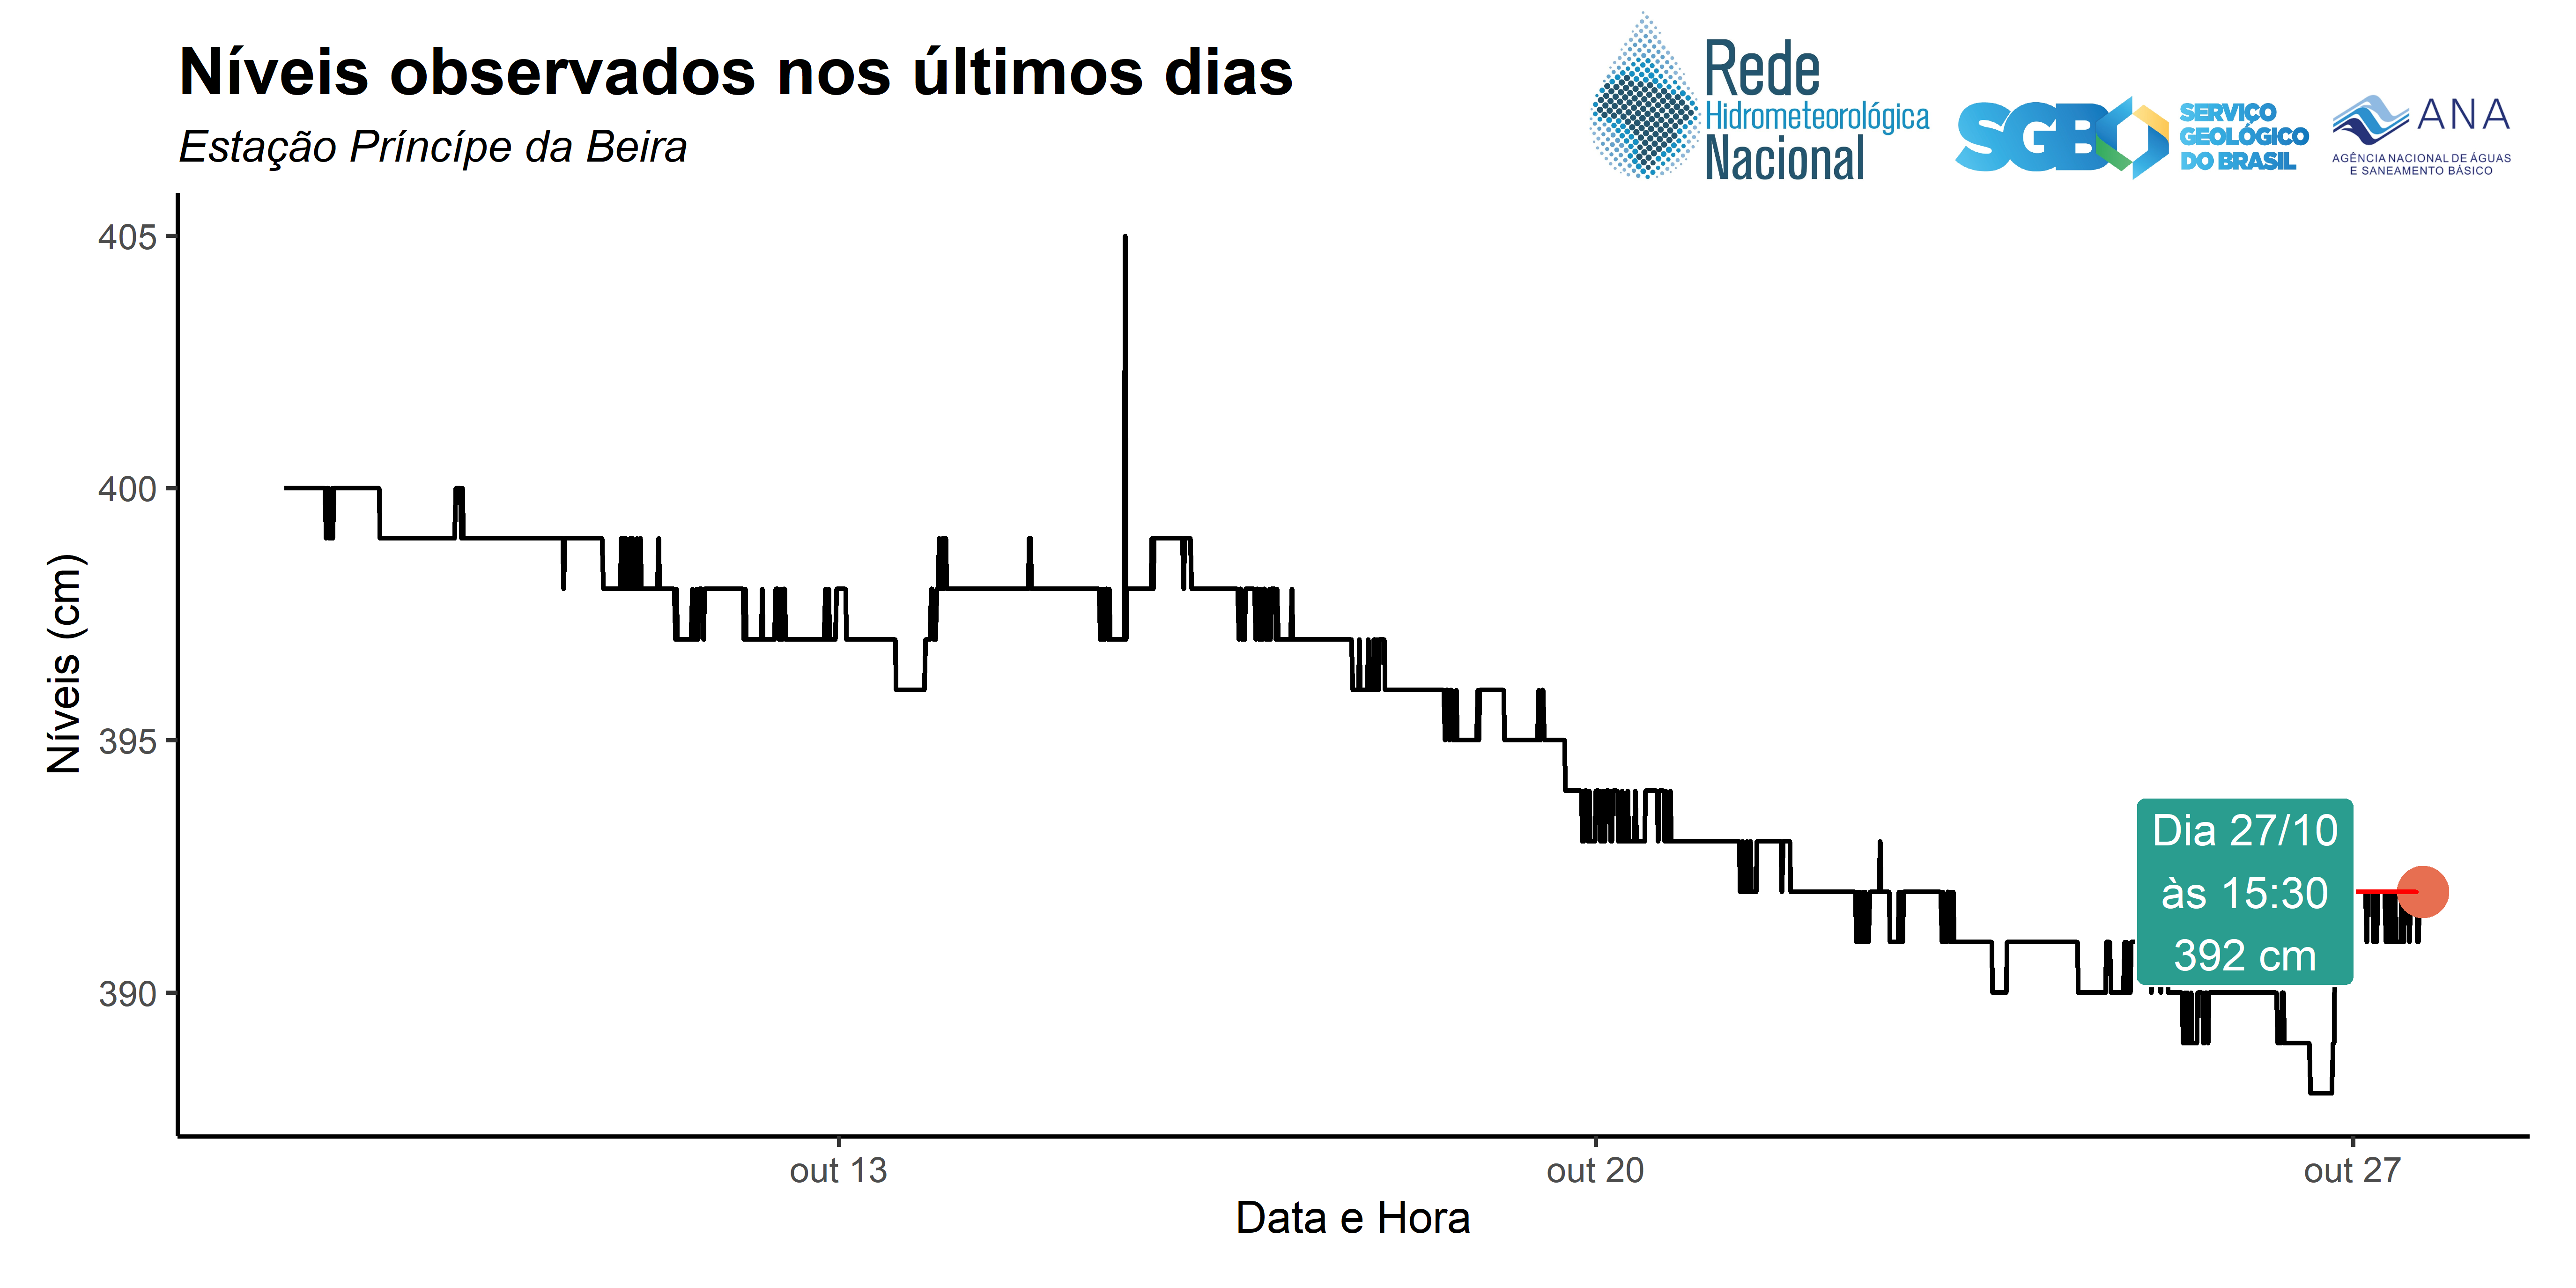 Níveis observados nos últimos dias
Estação Príncípe da Beira
Rede
Hidrometeorológica
Nacional
SGB
SERVIÇO
GEOLÓGICO
DO BRASIL
ANA
AGÊNCIA NACIONAL DE ÁGUAS
E SANEAMENTO BÁSICO
Níveis (cm)
405
400
395
390
Dia 27/10
às 15:30
392 cm
out 13
out 20
out 27
Data e Hora